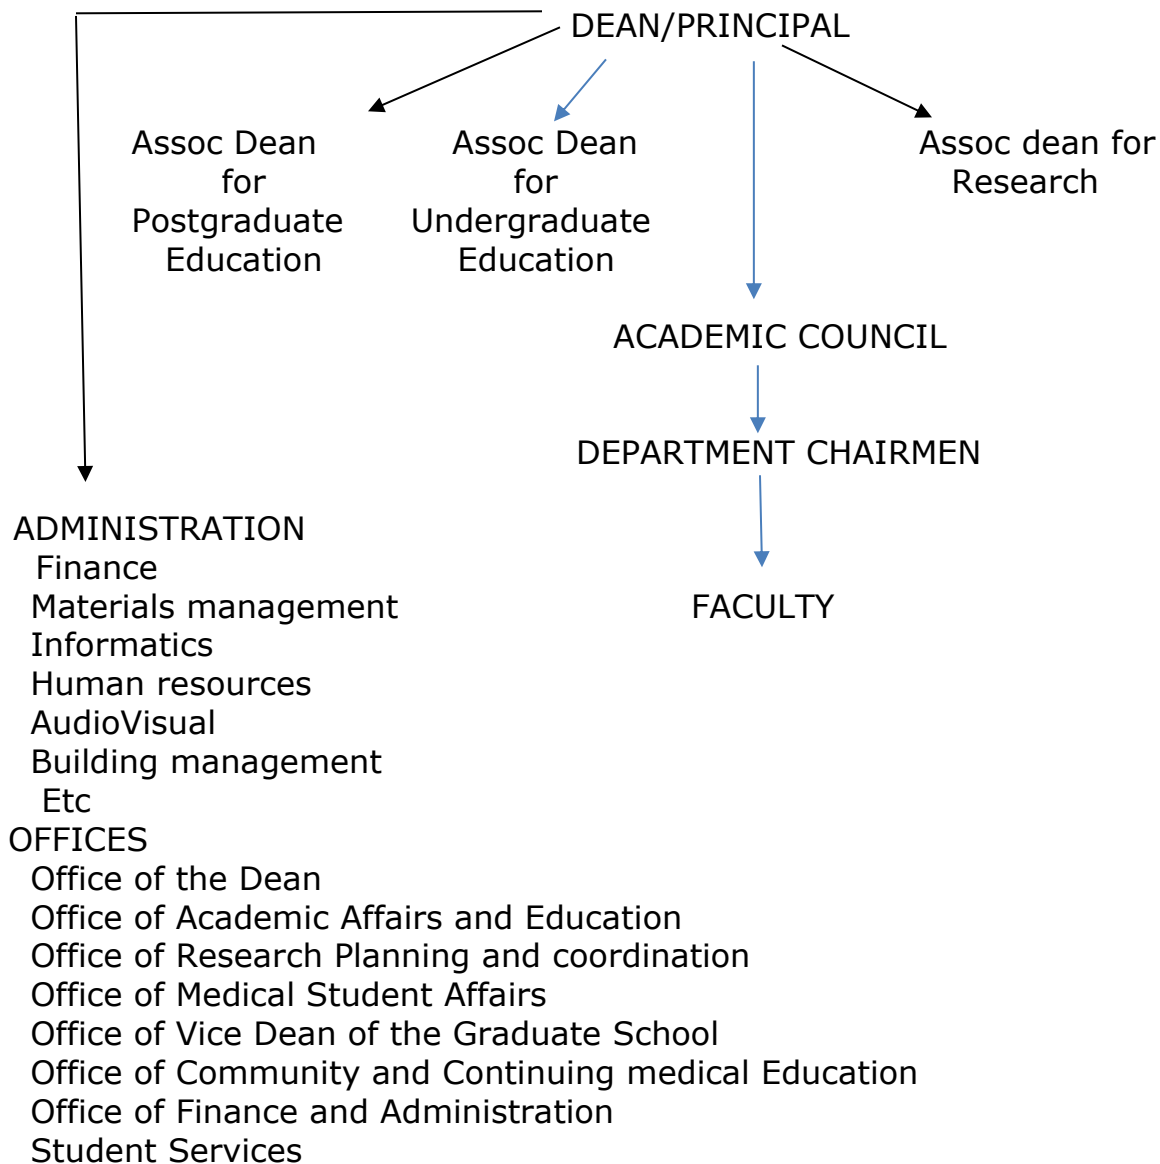 DEAN/PRINCIPAL
Assoc Dean
for
Postgraduate
Education
Assoc Dean
for
Undergraduate
Education
Assoc dean for
Research
ACADEMIC COUNCIL
DEPARTMENT CHAIRMEN
FACULTY
ADMINISTRATION
Finance
Materials management
Informatics
Human resources
AudioVisual
Building management
Etc
OFFICES
Office of the Dean
Office of Academic Affairs and Education
Office of Research Planning and coordination
Office of Medical Student Affairs
Office of Vice Dean of the Graduate School
Office of Community and Continuing medical Education
Office of Finance and Administration
Student Services